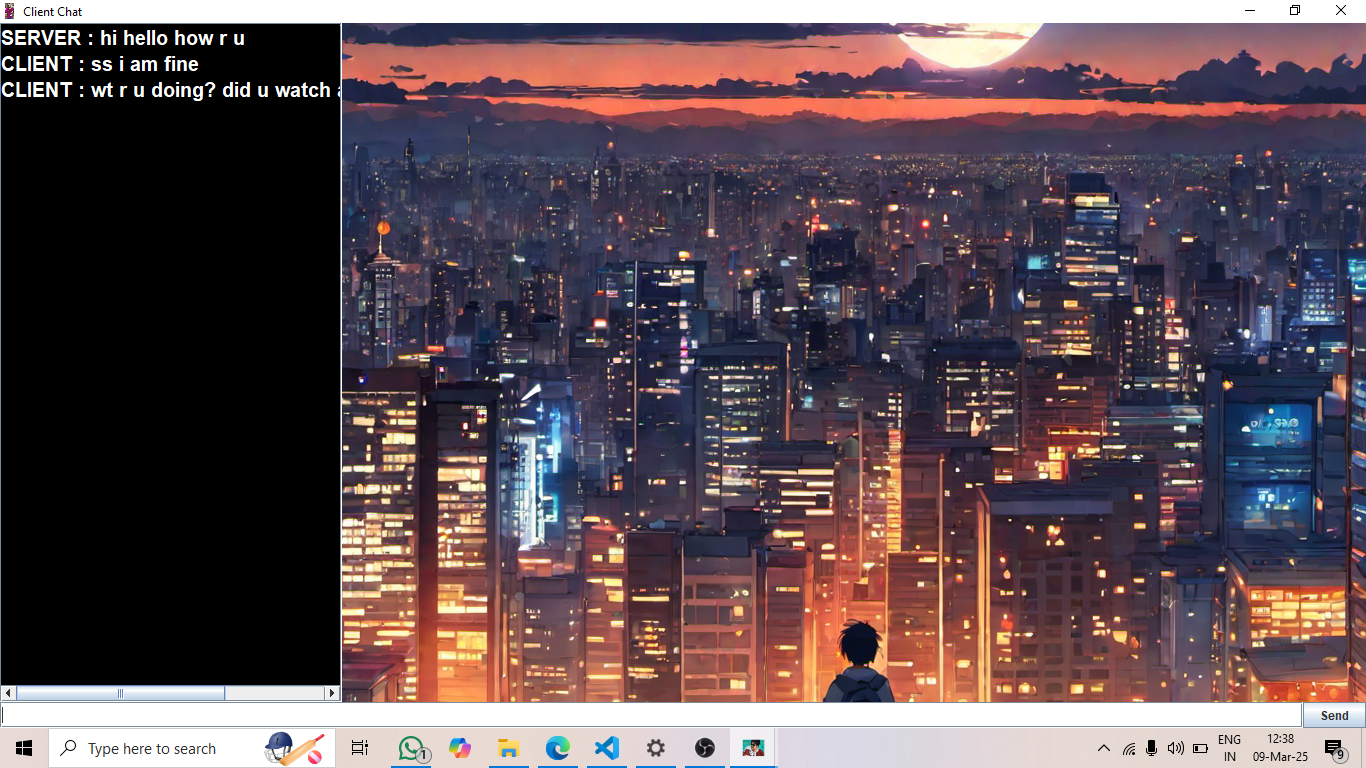 Client Chat
SERVER : hi hello how r u
CLIENT : ss i am fine
CLIENT : wt r u doing? did u watch a
Send
Type here to search
1
ENG
IN
12:38
09-Mar-25
9